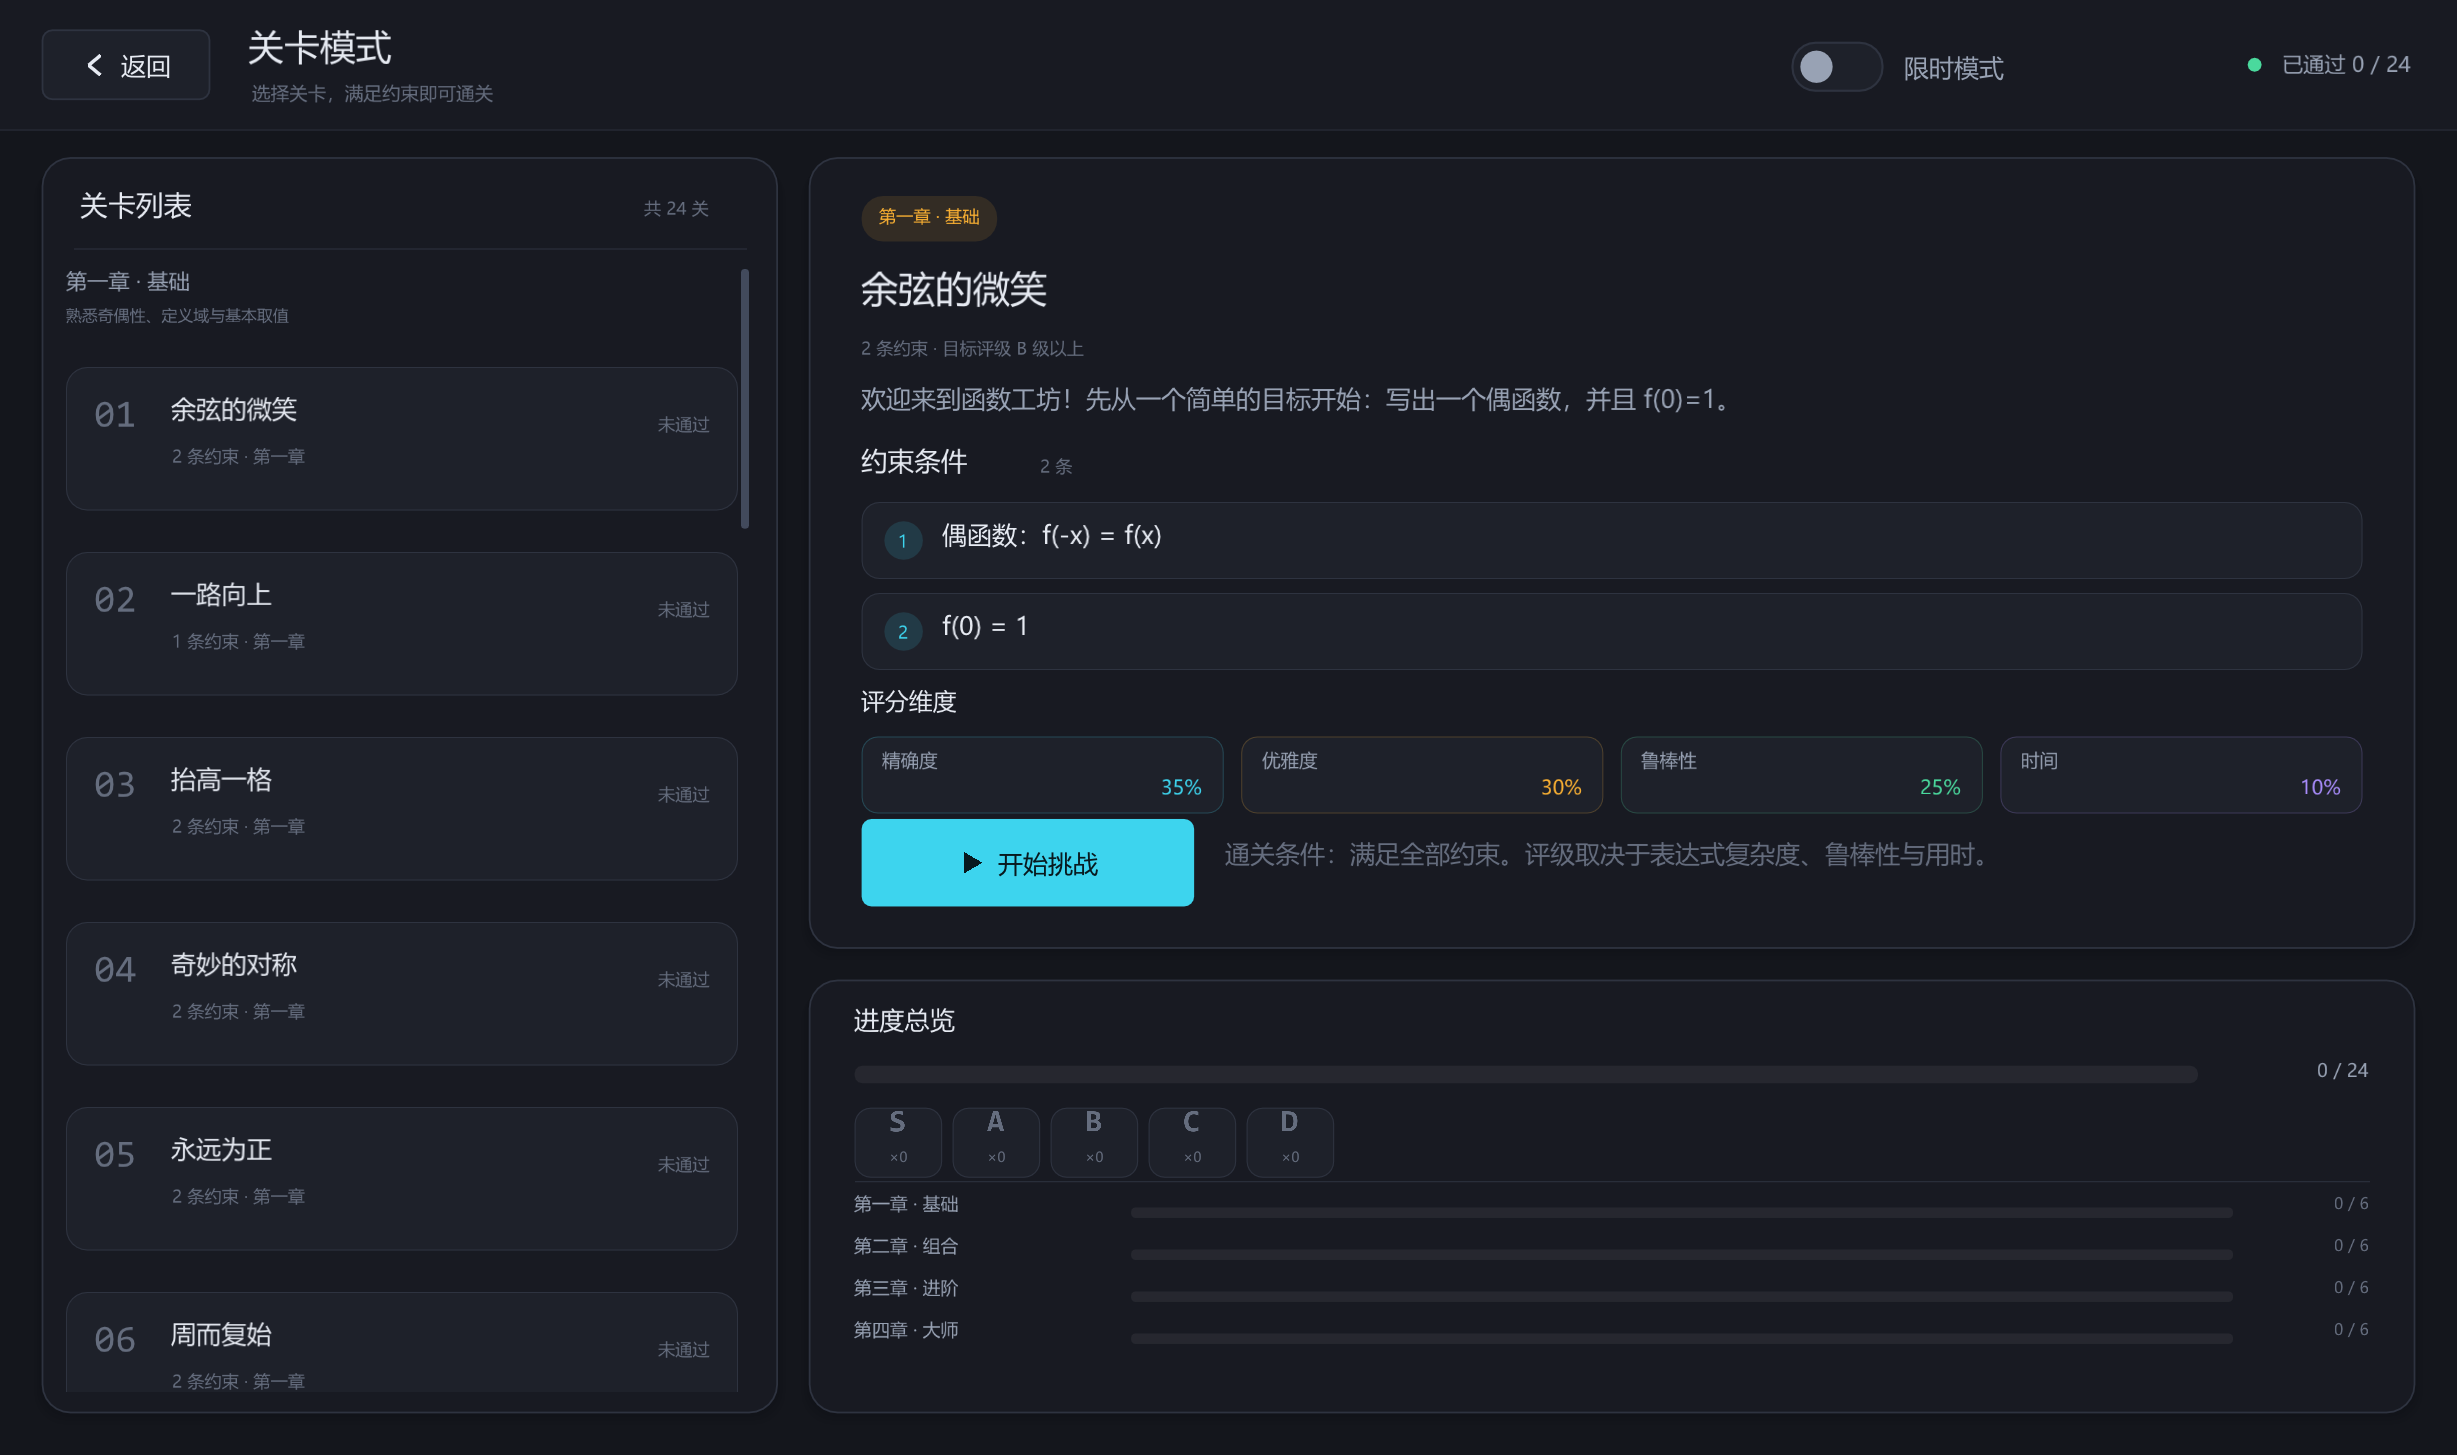 返回
关卡模式
选择关卡，满足约束即可通关
限时模式
已通过 0 / 24
关卡列表
共 24 关
第一章 · 基础
熟悉奇偶性、定义域与基本取值
01
余弦的微笑
未通过
2 条约束 · 第一章
02
一路向上
未通过
1 条约束 · 第一章
03
抬高一格
未通过
2 条约束 · 第一章
04
奇妙的对称
未通过
2 条约束 · 第一章
05
永远为正
未通过
2 条约束 · 第一章
06
周而复始
未通过
2 条约束 · 第一章
第一章 · 基础
余弦的微笑
2 条约束 · 目标评级 B 级以上
欢迎来到函数工坊！先从一个简单的目标开始：写出一个偶函数，并且 f(0)=1。
约束条件
2 条
1
偶函数：f(-x) = f(x)
2
f(0) = 1
评分维度
精确度
35%
优雅度
30%
鲁棒性
25%
时间
10%
开始挑战
通关条件：满足全部约束。评级取决于表达式复杂度、鲁棒性与用时。
进度总览
0 / 24
S
×0
A
×0
B
×0
C
×0
D
×0
第一章 · 基础
0 / 6
第二章 · 组合
0 / 6
第三章 · 进阶
0 / 6
第四章 · 大师
0 / 6